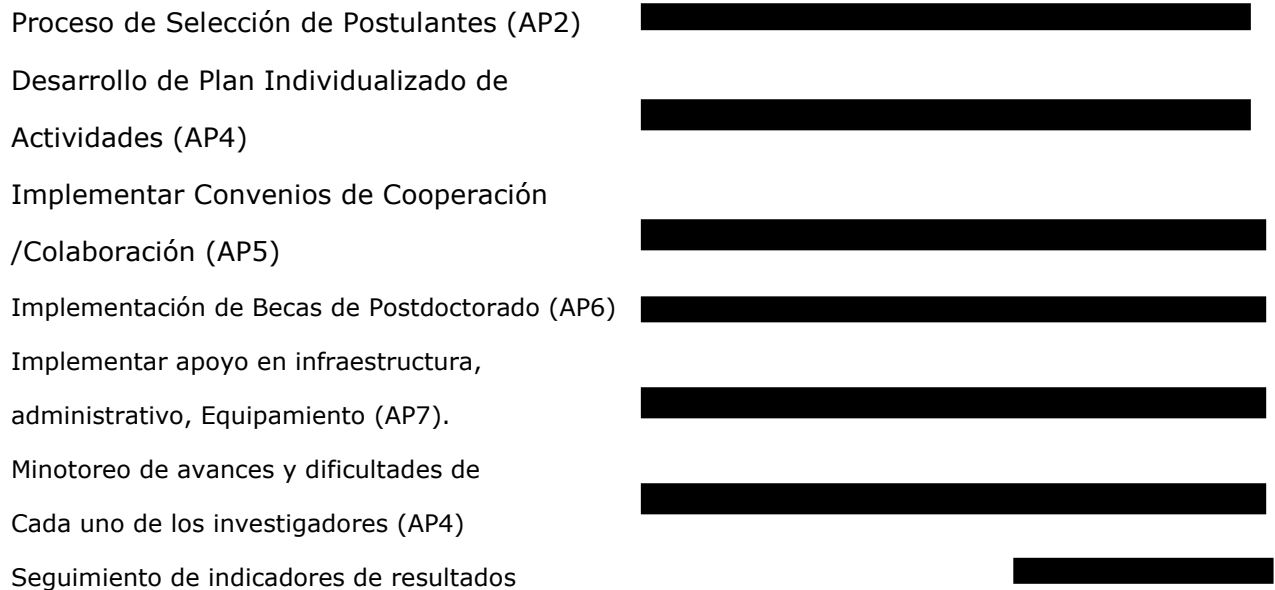 Proceso de Selección de Postulantes (AP2)
Desarrollo de Plan Individualizado de
Actividades (AP4)
Implementar Convenios de Cooperación
/Colaboración (AP5)
Implementación de Becas de Postdoctorado (AP6)
Implementar apoyo en infraestructura,
administrativo, Equipamiento (AP7).
Minotoreo de avances y dificultades de
Cada uno de los investigadores (AP4)
Seguimiento de indicadores de resultados